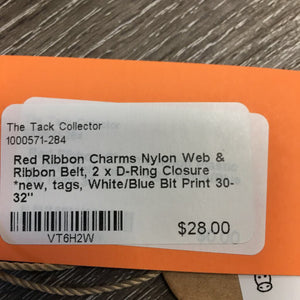 The Tack Collector
1000571-284
Red Ribbon Charms Nylon Web &
Ribbon Belt, 2 x D-Ring Closure
*new, tags, White/Blue Bit Print 30-
32"
$28.00
VT6H2W